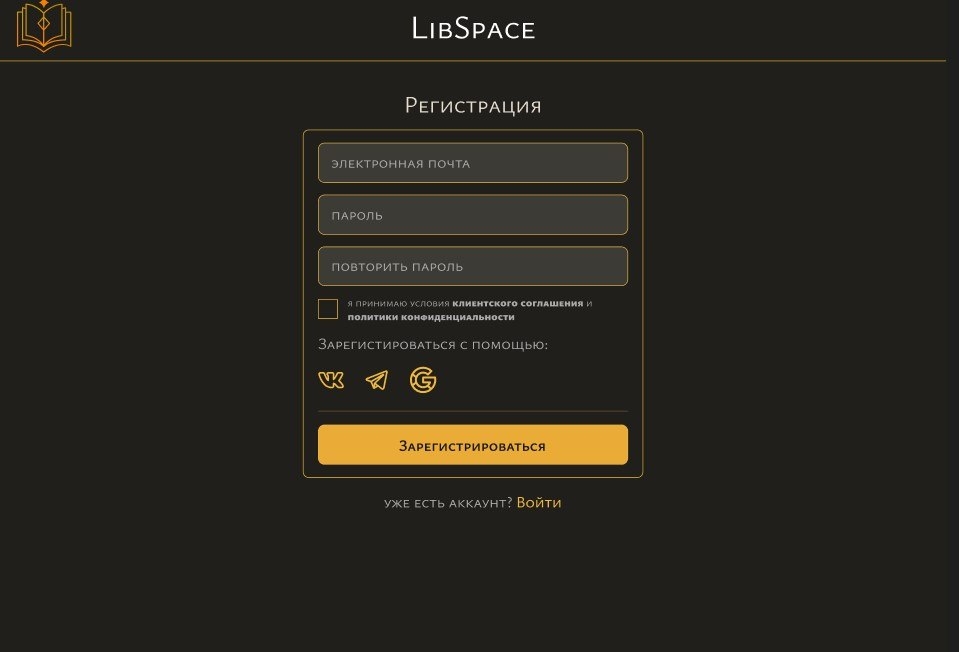 LibSpace
Регистрация
электронная почта
пароль
повторить пароль
я принимаю условия клиентского соглашения и
политики конфиденциальности
Зарегистироваться с помощью:
Зарегистрироваться
уже есть аккаунт? Войти